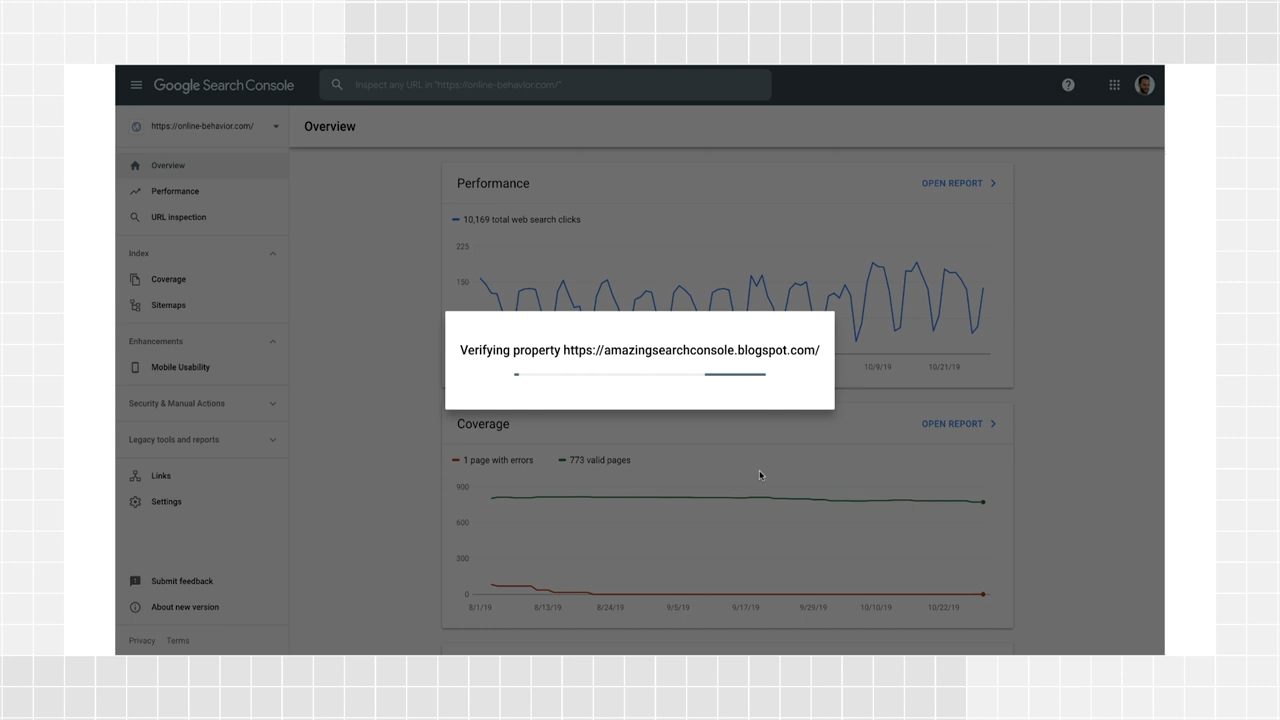 Google Search Console
Inspect any URL in "https://online-behavior.com/"
https://online-behavior.com/
Overview
Overview
Performance
URL inspection
Index
Coverage
Sitemaps
Enhancements
Mobile Usability
Security & Manual Actions
Legacy tools and reports
Links
Settings
Submit feedback
About new version
Privacy Terms
Performance
OPEN REPORT
10,169 total web search clicks
225
150
10/9/19 10/21/19
Verifying property https://amazingsearchconsole.blogspot.com/
Coverage
OPEN REPORT
1 page with errors 773 valid pages
900
600
300
0
8/1/19 8/13/19 8/24/19 9/5/19 9/17/19 9/29/19 10/10/19 10/22/19